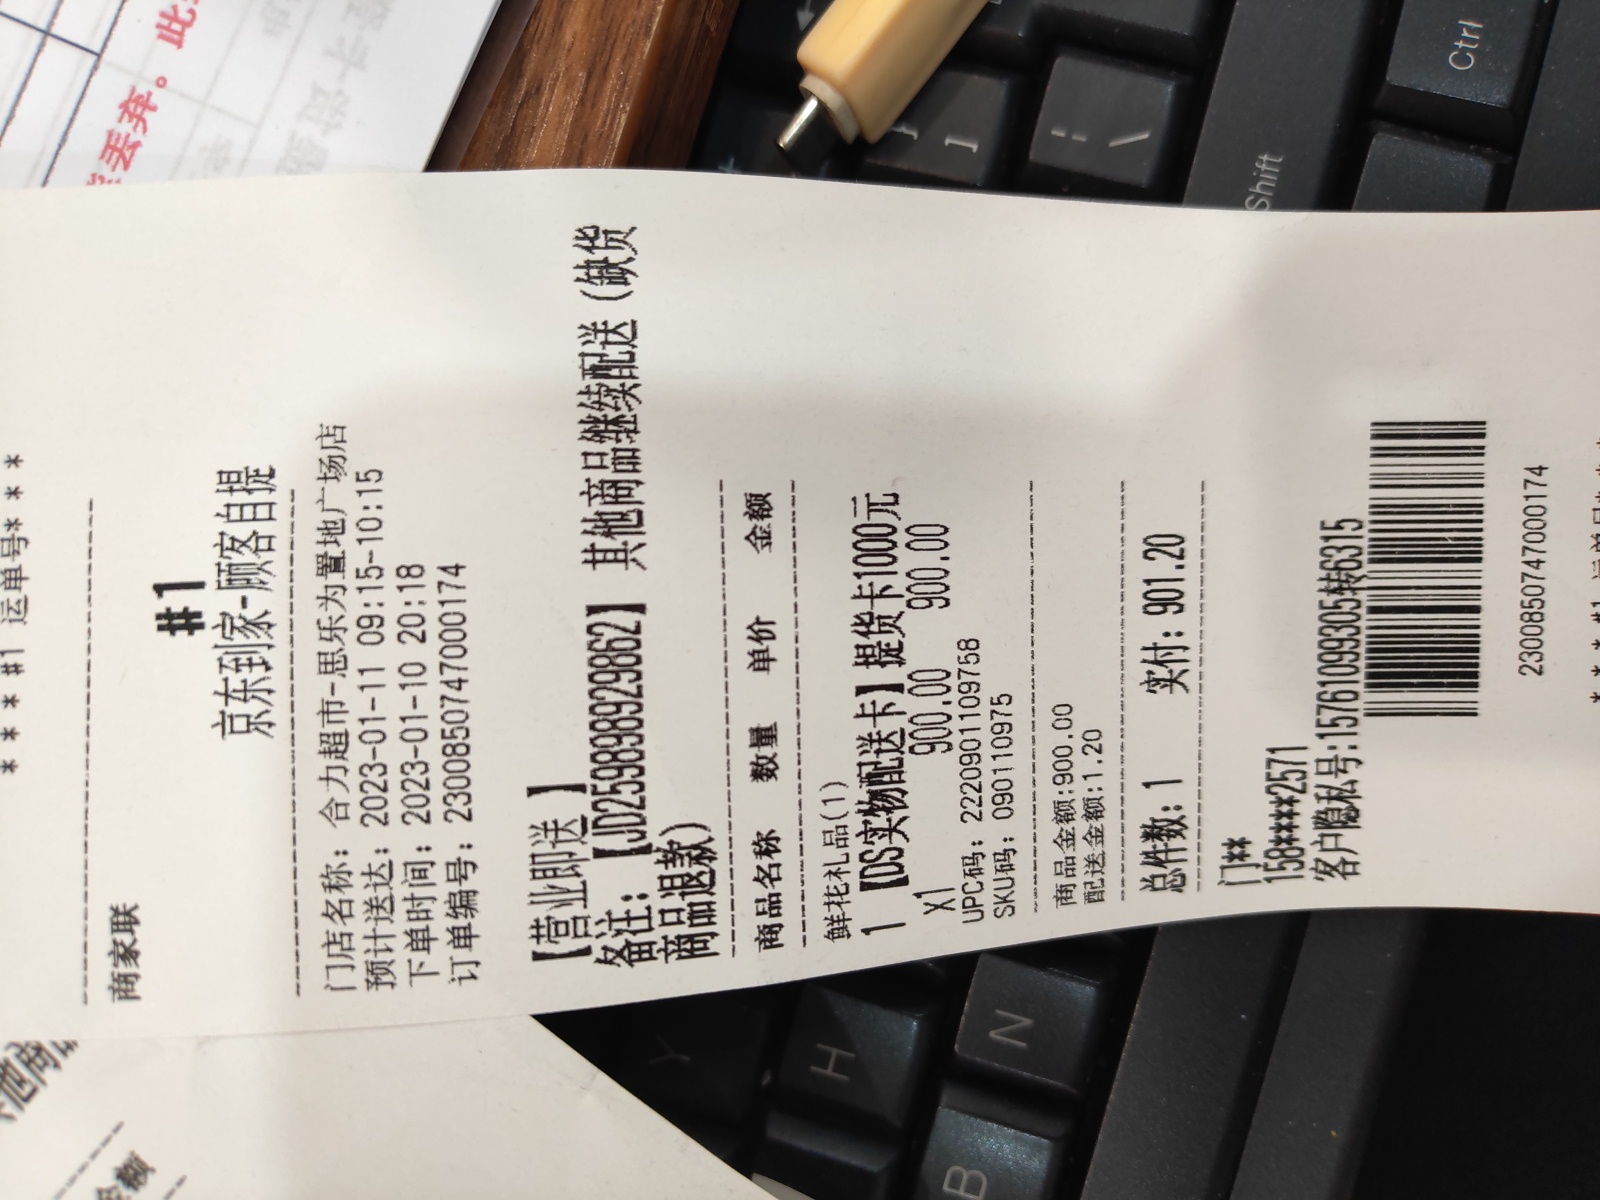 * * * * #1 运单号* * * *
商家联
#1
京东到家-顾客自提
门店名称: 合力超市-思乐为置地广场店
预计送达: 2023-01-11 09:15~10:15
下单时间: 2023-01-10 20:18
订单编号: 2300850747000174
【营业即送 】
备注: 【JD259898929862】 其他商品继续配送 (缺货
商品退款)
商品名称 数量 单价 金额
鲜花礼品(1)
1 【DS实物配送卡】提货卡1000元
X1 900.00 900.00
UPC码: 2220901109758
SKU码: 090110975
商品金额:900.00
配送金额:1.20
总件数: 1 实付: 901.20
门**
158****2571
客户隐私号:15761099305转6315
2300850747000174
丢弃。此
金额
Ctrl
Shift
Y
H
N
B